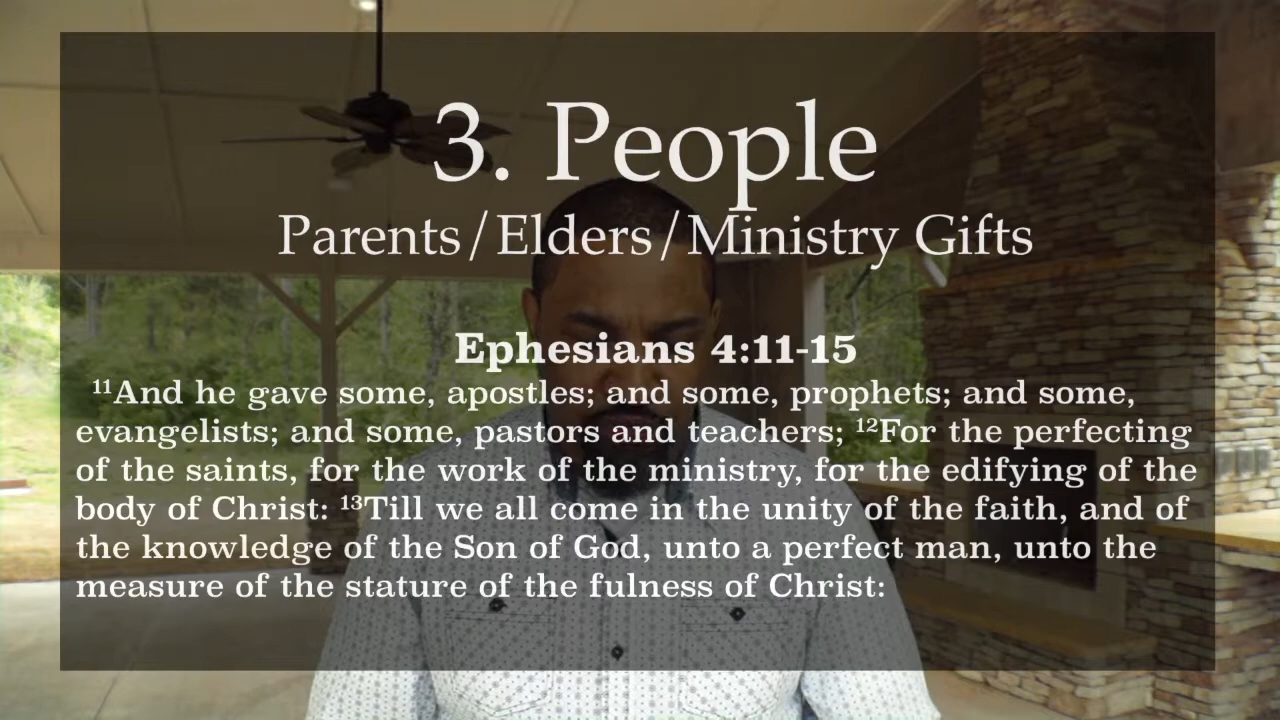 3. People
Parents/Elders/Ministry Gifts
Ephesians 4:11-15
¹¹And he gave some, apostles; and some, prophets; and some,
evangelists; and some, pastors and teachers; ¹²For the perfecting
of the saints, for the work of the ministry, for the edifying of the
body of Christ: ¹³Till we all come in the unity of the faith, and of
the knowledge of the Son of God, unto a perfect man, unto the
measure of the stature of the fulness of Christ: